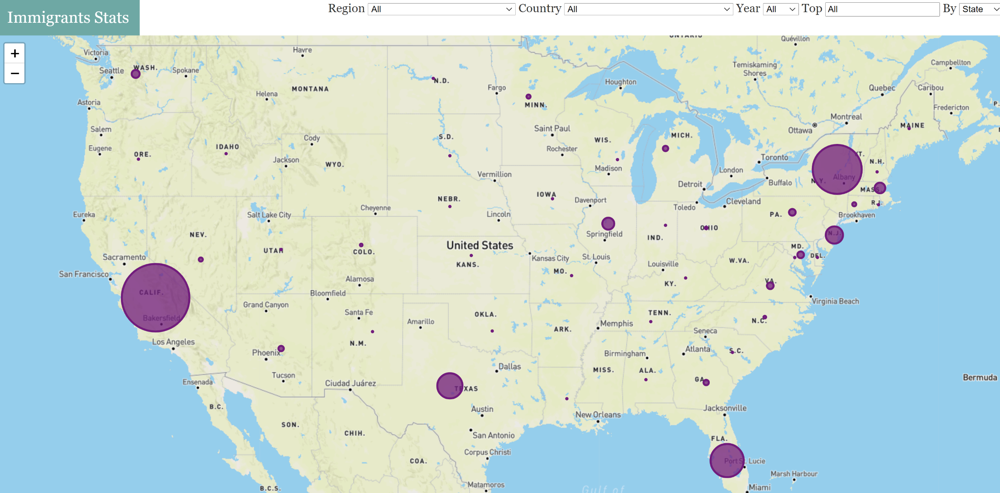 Immigrants Stats
Region All Country All Year All Top All By State
+
−
ONTARIO
Quévillon
Victoria
Havre
Campbellton
Temiskaming
Shores
WASH.
Seattle
Spokane
N.D.
Houghton
Fargo
Quebec
Caribou
MONTANA
Helena
Astoria
MINN.
Fredericton
P.
Montreal
Salem
Saint Paul
Ottawa
MAINE
Cody
S.D.
WIS.
MICH.
Eugene
IDAHO
ORE.
Rochester
VT.
Jackson
WYO.
Toronto
N.H.
Madison
London
Vermillion
Albany
Detroit
Buffalo
N.Y.
MASS.
IOWA
NEBR.
Davenport
Cleveland
R.I.
Cheyenne
Toledo
Eureka
Salt Lake City
Lincoln
PA.
Brookhaven
OHIO
NEV.
Springfield
IND.
N.J.
United States
MD.
UTAH
COLO.
Sacramento
Kansas City
St. Louis
DEL.
W.VA.
KANS.
Louisville
MO.
San Francisco
Alamosa
KY.
VA.
CALIF.
Bloomfield
Virginia Beach
Grand Canyon
Santa Fe
OKLA.
TENN.
Bakersfield
Amarillo
N.C.
Memphis
ARK.
Seneca
Los Angeles
N.M.
Atlanta
S.C.
Phoenix
Birmingham
Dallas
MISS.
ALA.
Tucson
Bermuda
GA.
Ensenada
Ciudad Juárez
TEXAS
B.C.
Austin
Jacksonville
New Orleans
SON.
CHIH.
San Antonio
FLA.
Corpus Christi
COA.
Port St. Lucie
Marsh Harbour
Matamoros
Miami
B.C.S.
Gulf of